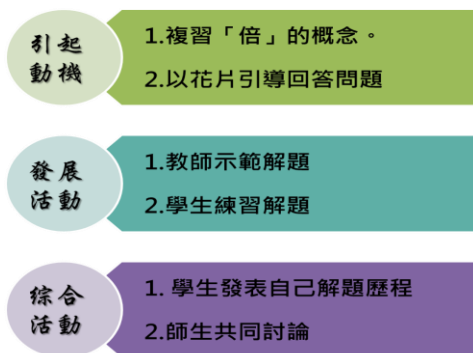 引起
動機
1.複習「倍」的概念。
2.以花片引導回答問題
發展
活動
1.教師示範解題
2.學生練習解題
綜合
活動
1. 學生發表自己解題歷程
2.師生共同討論